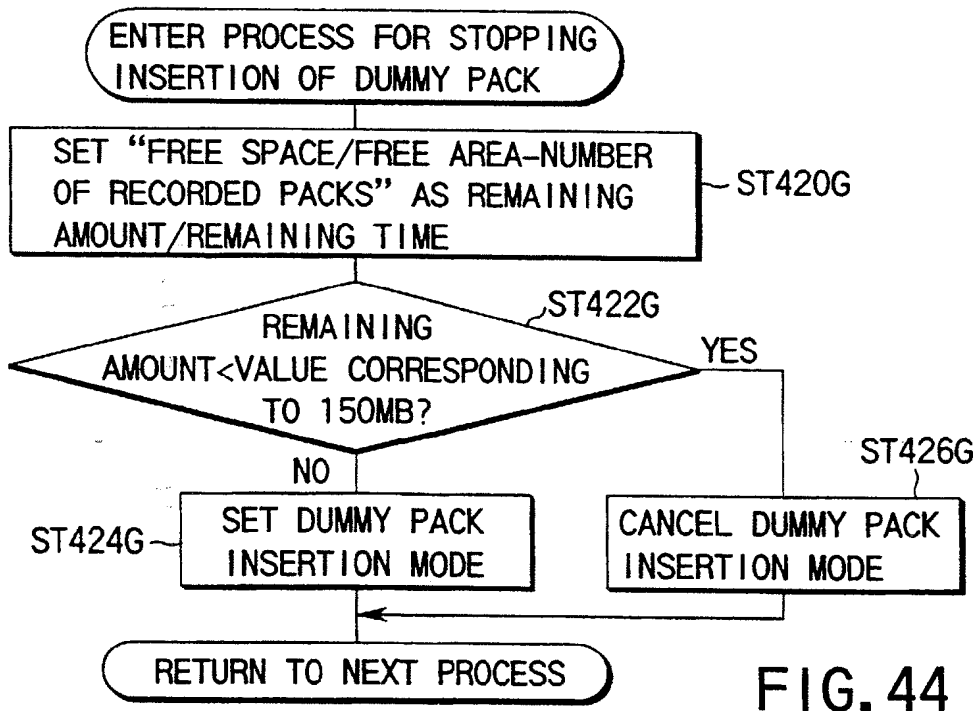 ENTER PROCESS FOR STOPPING
INSERTION OF DUMMY PACK
SET “FREE SPACE/FREE AREA-NUMBER
OF RECORDED PACKS” AS REMAINING
AMOUNT/REMAINING TIME
ST420G
ST422G
REMAINING
AMOUNT<VALUE CORRESPONDING
TO 150MB?
YES
NO
ST426G
ST424G
SET DUMMY PACK
INSERTION MODE
CANCEL DUMMY PACK
INSERTION MODE
RETURN TO NEXT PROCESS
FIG. 44